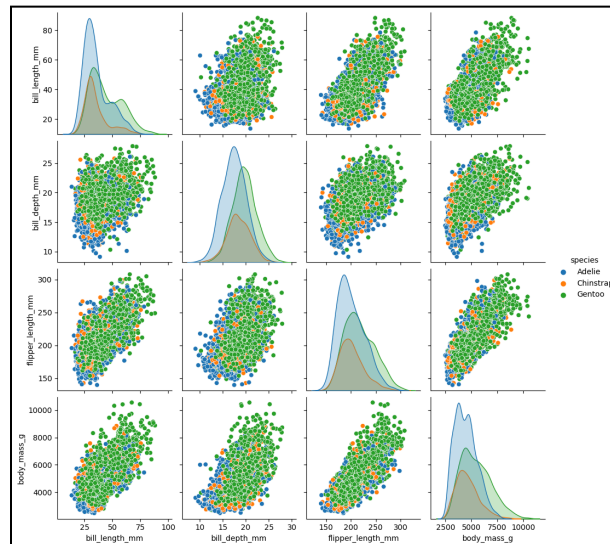 bill_length_mm
80
60
40
20
bill_depth_mm
25
20
15
10
flipper_length_mm
300
250
200
150
body_mass_g
10000
8000
6000
4000
25 50 75 100
bill_length_mm
10 15 20 25 30
bill_depth_mm
150 200 250 300
flipper_length_mm
2500 5000 7500 10000
body_mass_g
species
Adelie
Chinstrap
Gentoo